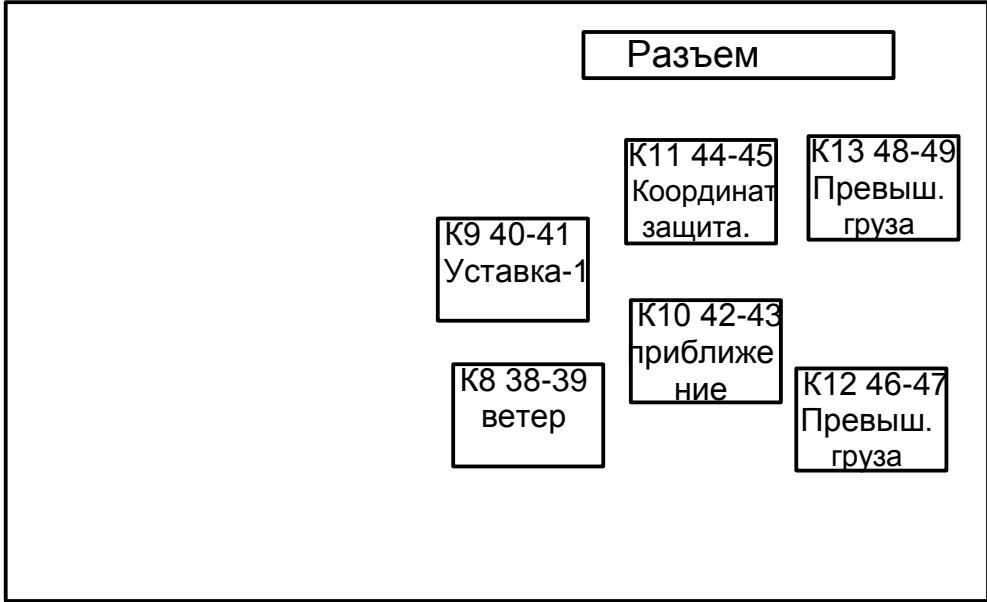 Разъем
К11 44-45
Координат
защита.
К13 48-49
Превыш.
груза
К9 40-41
Уставка-1
К10 42-43
приближе
ние
К8 38-39
ветер
К12 46-47
Превыш.
груза